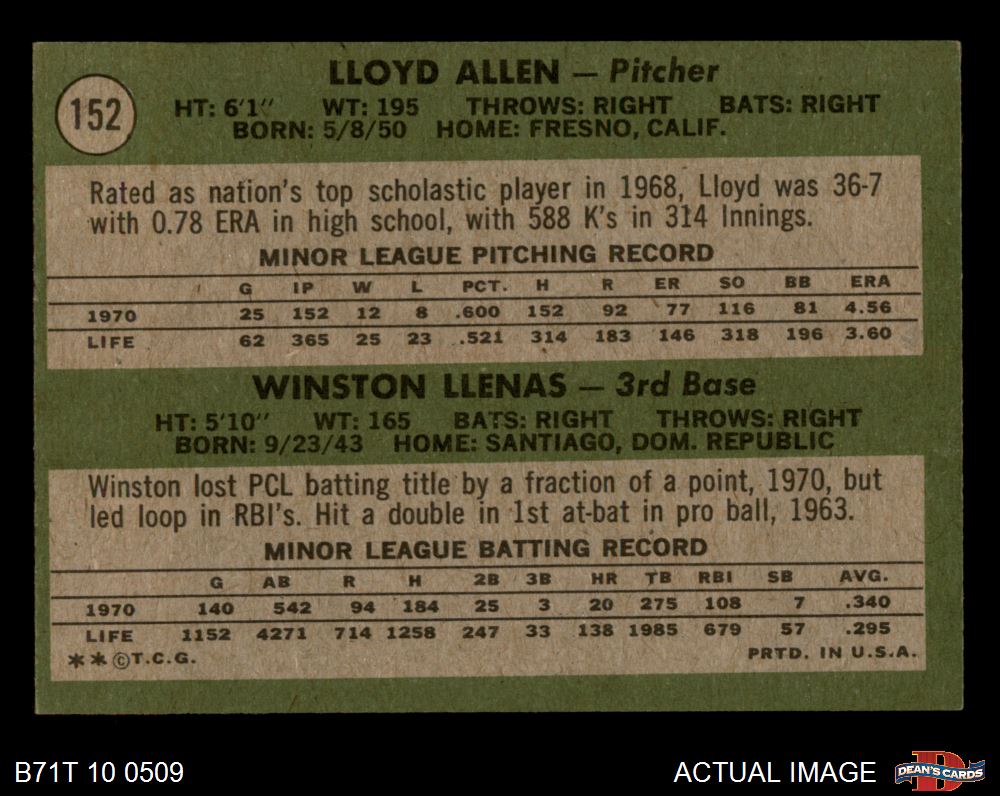 152
LLOYD ALLEN — Pitcher
HT: 6'1" WT: 195 THROWS: RIGHT BATS: RIGHT
BORN: 5/8/50 HOME: FRESNO, CALIF.
Rated as nation's top scholastic player in 1968, Lloyd was 36-7
with 0.78 ERA in high school, with 588 K's in 314 Innings.
MINOR LEAGUE PITCHING RECORD
G IP W L PCT. H R ER SO BB ERA
1970 25 152 12 8 .600 152 92 77 116 81 4.56
LIFE 62 365 25 23 .521 314 183 146 318 196 3.60
WINSTON LLENAS — 3rd Base
HT: 5'10" WT: 165 BATS: RIGHT THROWS: RIGHT
BORN: 9/23/43 HOME: SANTIAGO, DOM. REPUBLIC
Winston lost PCL batting title by a fraction of a point, 1970, but
led loop in RBI's. Hit a double in 1st at-bat in pro ball, 1963.
MINOR LEAGUE BATTING RECORD
G AB R H 2B 3B HR TB RBI SB AVG.
1970 140 542 94 184 25 3 20 275 108 7 .340
LIFE 1152 4271 714 1258 247 33 138 1985 679 57 .295
**©T.C.G. PRTD. IN U.S.A.
B71T 10 0509 ACTUAL IMAGE D DEAN'S CARDS